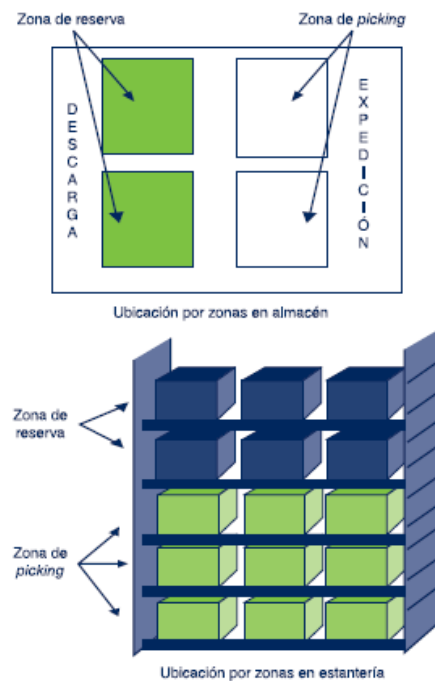 Zona de reserva
Zona de picking
DESCARGA
EXPEDICIÓN
Ubicación por zonas en almacén
Zona de
reserva
Zona de
picking
Ubicación por zonas en estantería